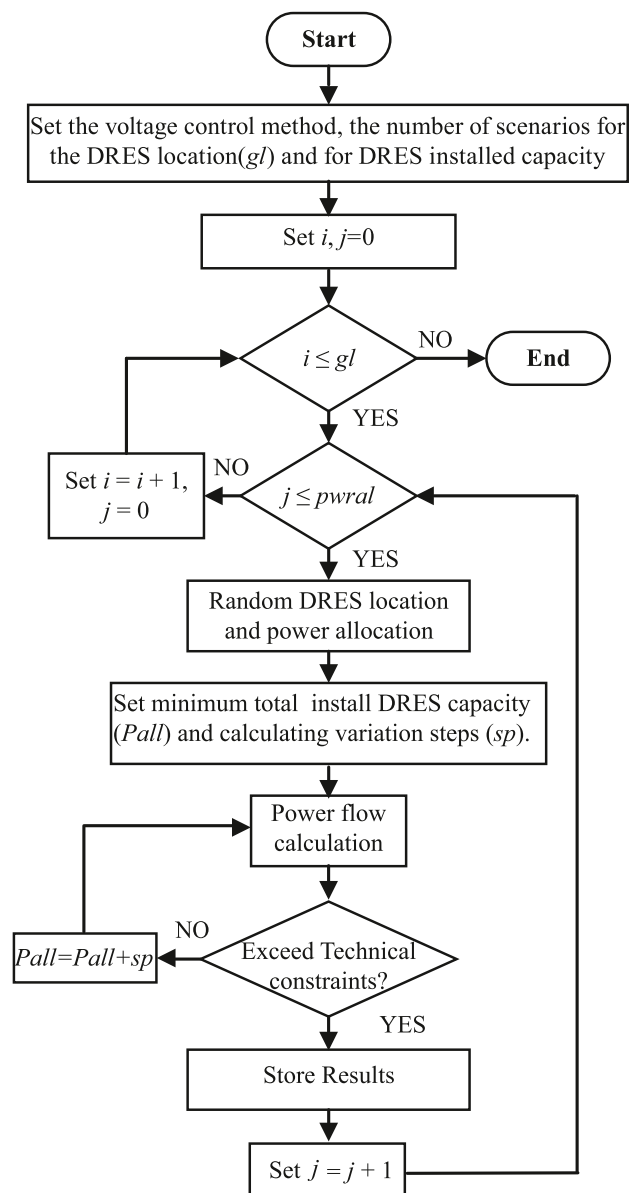 Start
Set the voltage control method, the number of scenarios for
the DRES location(gl) and for DRES installed capacity
Set i, j=0
i ≤ gl
NO
End
YES
Set i = i + 1,
j = 0
NO
j ≤ pwral
YES
Random DRES location
and power allocation
Set minimum total install DRES capacity
(Pall) and calculating variation steps (sp).
Power flow
calculation
Pall=Pall+sp
NO
Exceed Technical
constraints?
YES
Store Results
Set j = j + 1